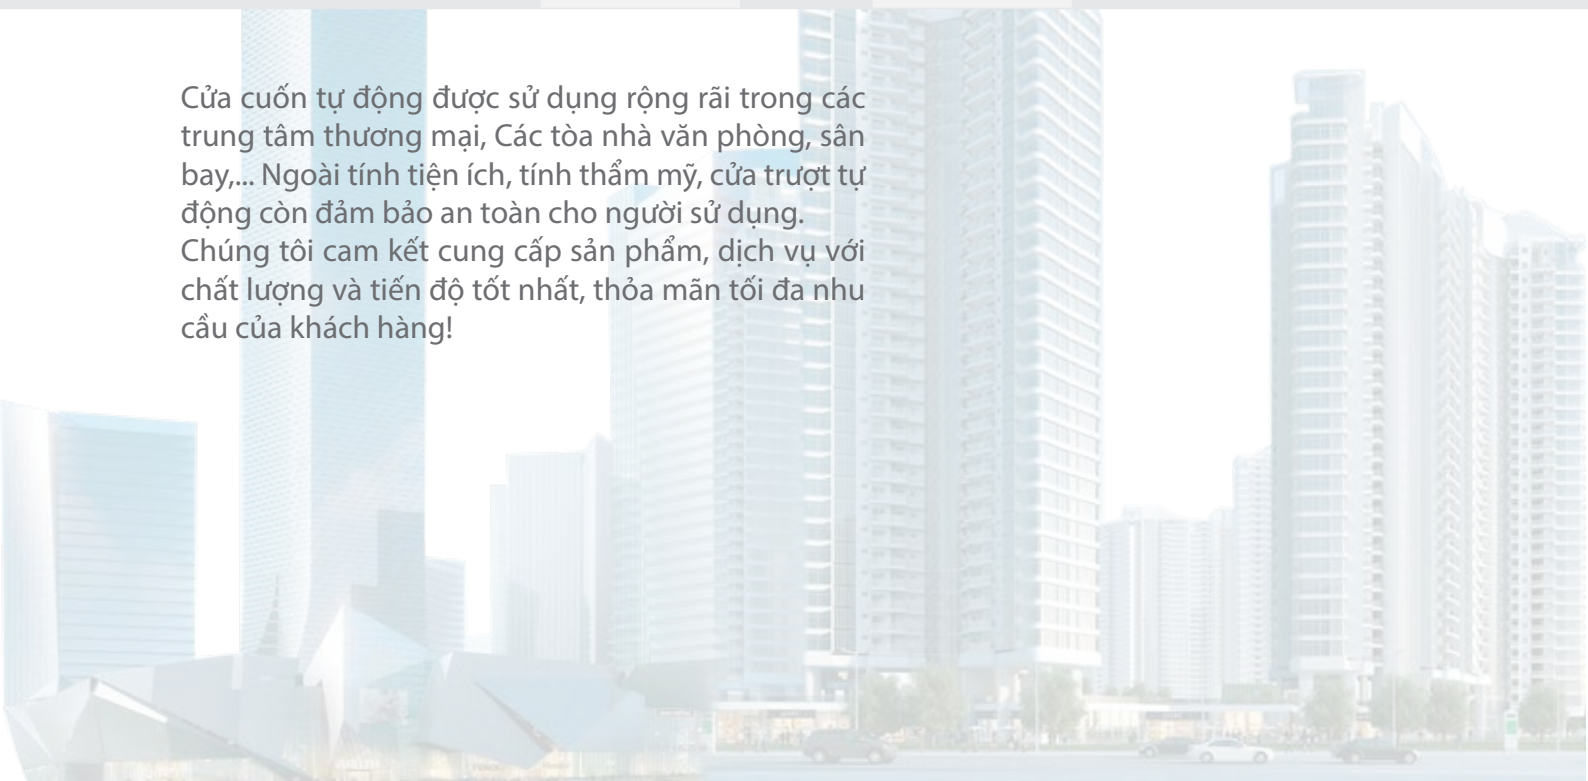 Cửa cuốn tự động được sử dụng rộng rãi trong các
trung tâm thương mại, Các tòa nhà văn phòng, sân
bay,... Ngoài tính tiện ích, tính thẩm mỹ, cửa trượt tự
động còn đảm bảo an toàn cho người sử dụng.
Chúng tôi cam kết cung cấp sản phẩm, dịch vụ với
chất lượng và tiến độ tốt nhất, thỏa mãn tối đa nhu
cầu của khách hàng!